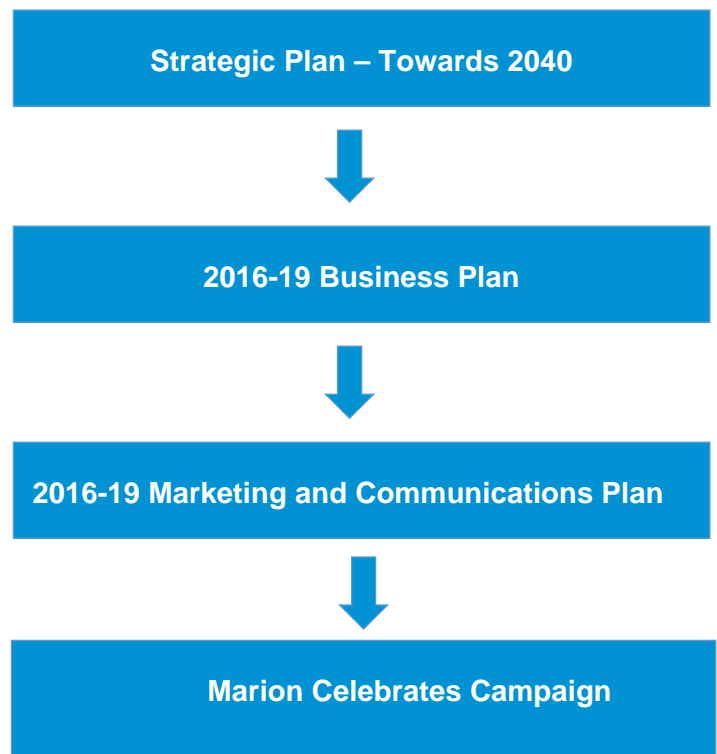 Strategic Plan – Towards 2040
2016-19 Business Plan
2016-19 Marketing and Communications Plan
Marion Celebrates Campaign